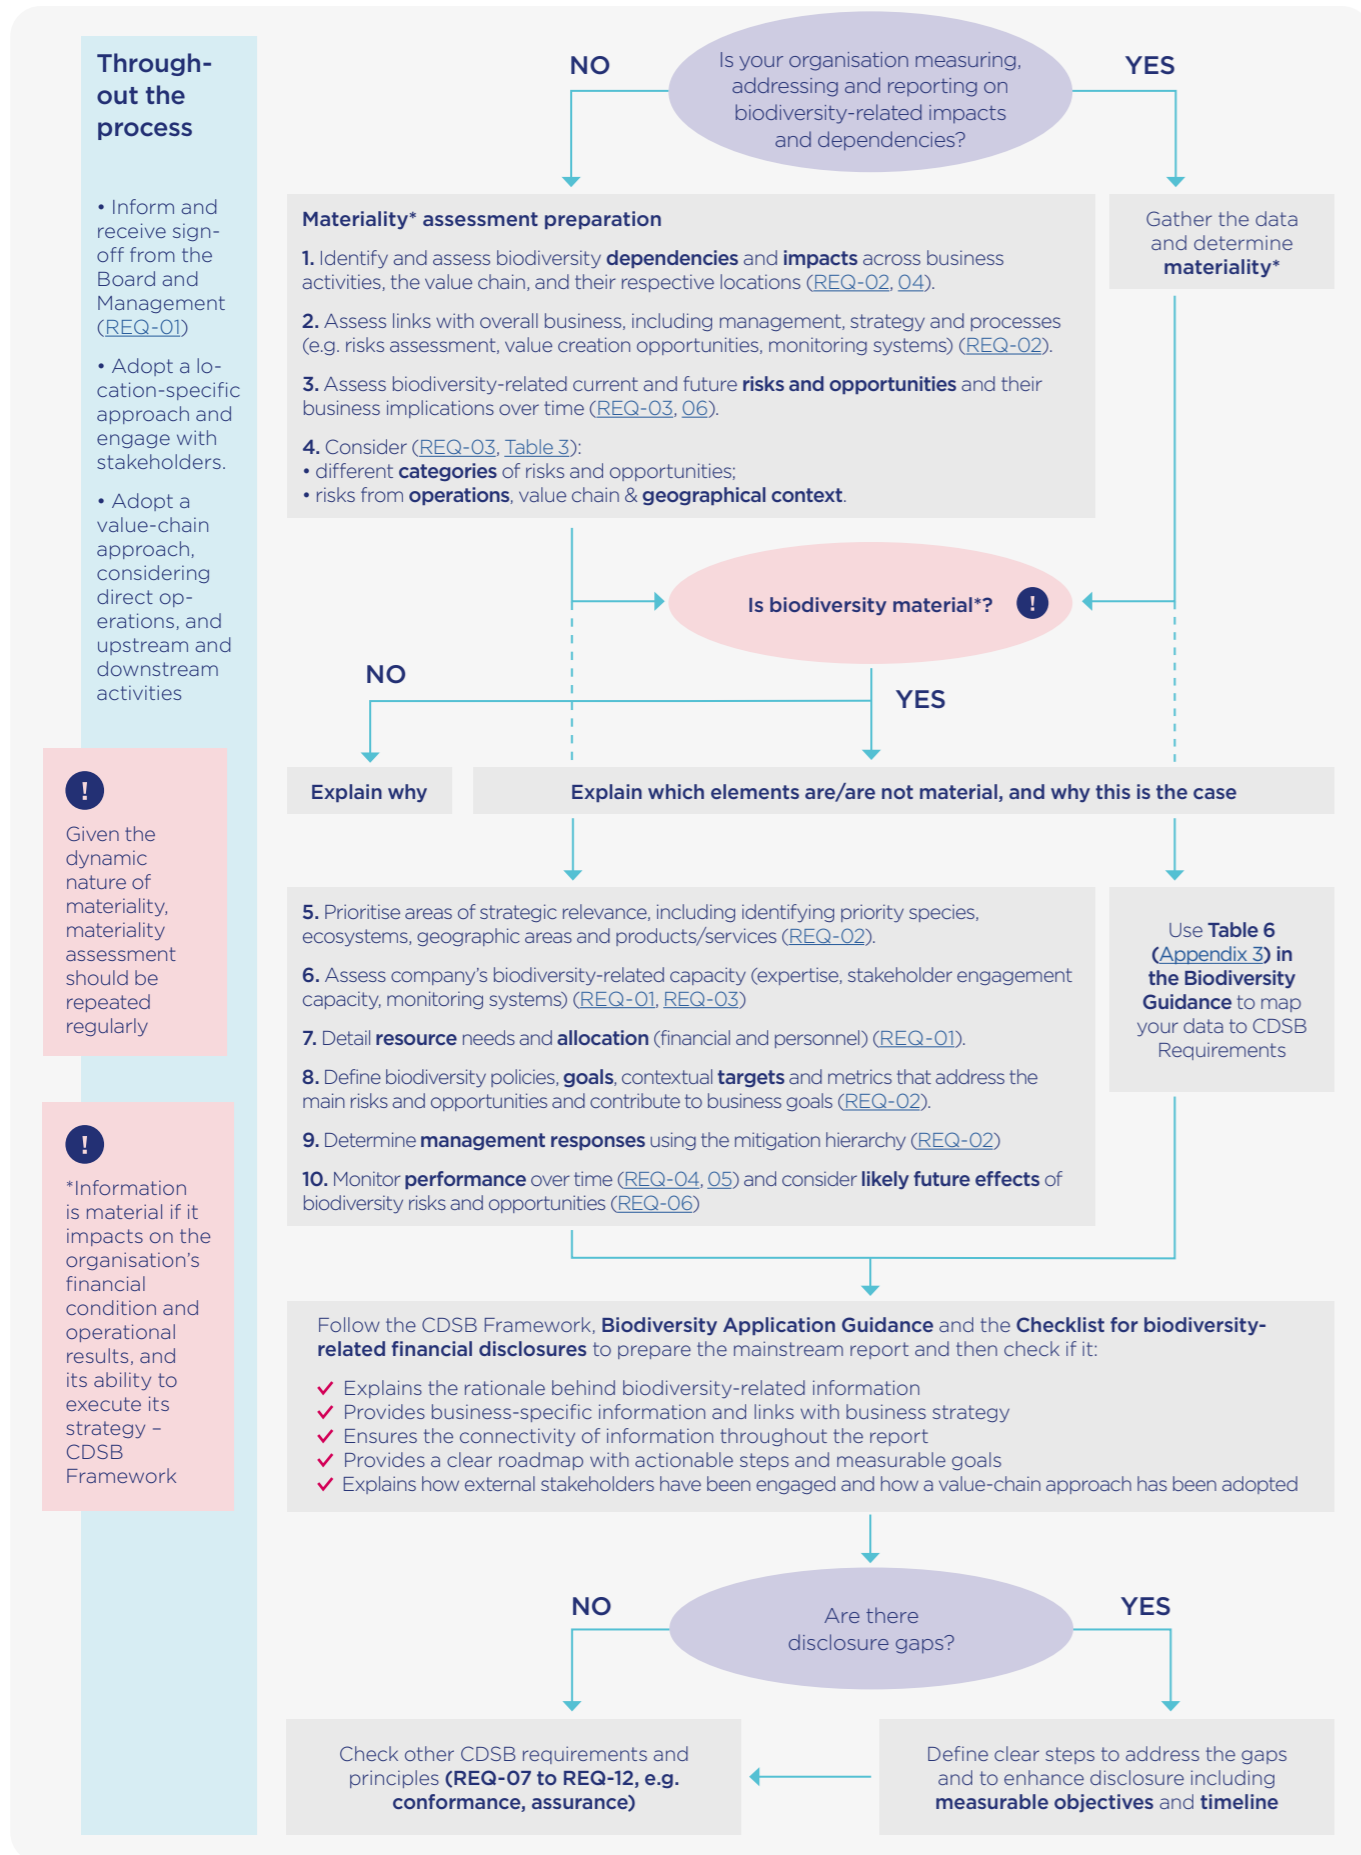 Through-
out the
process
• Inform and
receive sign-
off from the
Board and
Management
(REQ-01)
• Adopt a lo-
cation-specific
approach and
engage with
stakeholders.
• Adopt a
value-chain
approach,
considering
direct op-
erations, and
upstream and
downstream
activities
!
Given the
dynamic
nature of
materiality,
materiality
assessment
should be
repeated
regularly
!
*Information
is material if it
impacts on the
organisation's
financial
condition and
operational
results, and
its ability to
execute its
strategy –
CDSB
Framework
NO
Is your organisation measuring,
addressing and reporting on
biodiversity-related impacts
and dependencies?
YES
Materiality* assessment preparation
1. Identify and assess biodiversity dependencies and impacts across business
activities, the value chain, and their respective locations (REQ-02, 04).
2. Assess links with overall business, including management, strategy and processes
(e.g. risks assessment, value creation opportunities, monitoring systems) (REQ-02).
3. Assess biodiversity-related current and future risks and opportunities and their
business implications over time (REQ-03, 06).
4. Consider (REQ-03, Table 3):
• different categories of risks and opportunities;
• risks from operations, value chain & geographical context.
Gather the data
and determine
materiality*
Is biodiversity material*? !
NO
YES
Explain why
Explain which elements are/are not material, and why this is the case
5. Prioritise areas of strategic relevance, including identifying priority species,
ecosystems, geographic areas and products/services (REQ-02).
6. Assess company's biodiversity-related capacity (expertise, stakeholder engagement
capacity, monitoring systems) (REQ-01, REQ-03)
7. Detail resource needs and allocation (financial and personnel) (REQ-01).
8. Define biodiversity policies, goals, contextual targets and metrics that address the
main risks and opportunities and contribute to business goals (REQ-02).
9. Determine management responses using the mitigation hierarchy (REQ-02)
10. Monitor performance over time (REQ-04, 05) and consider likely future effects of
biodiversity risks and opportunities (REQ-06)
Use Table 6
(Appendix 3) in
the Biodiversity
Guidance to map
your data to CDSB
Requirements
Follow the CDSB Framework, Biodiversity Application Guidance and the Checklist for biodiversity-
related financial disclosures to prepare the mainstream report and then check if it:
✓ Explains the rationale behind biodiversity-related information
✓ Provides business-specific information and links with business strategy
✓ Ensures the connectivity of information throughout the report
✓ Provides a clear roadmap with actionable steps and measurable goals
✓ Explains how external stakeholders have been engaged and how a value-chain approach has been adopted
NO
Are there
disclosure gaps?
YES
Check other CDSB requirements and
principles (REQ-07 to REQ-12, e.g.
conformance, assurance)
Define clear steps to address the gaps
and to enhance disclosure including
measurable objectives and timeline